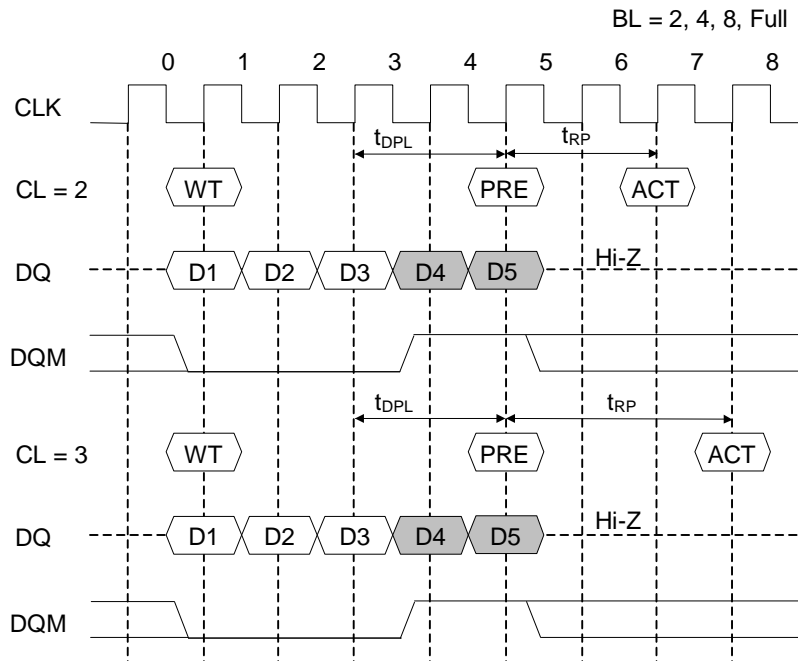 BL = 2, 4, 8, Full
0 1 2 3 4 5 6 7 8
CLK
tDPL tRP
CL = 2 WT PRE ACT
DQ D1 D2 D3 D4 D5 Hi-Z
DQM
tDPL tRP
CL = 3 WT PRE ACT
DQ D1 D2 D3 D4 D5 Hi-Z
DQM